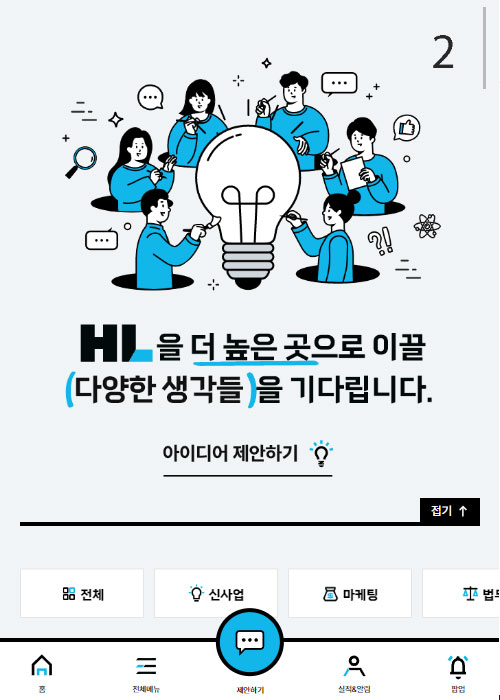 2
HL을 더 높은 곳으로 이끌
(다양한 생각들)을 기다립니다.
아이디어 제안하기
접기 ↑
전체
신사업
마케팅
법무
홈
전체메뉴
제안하기
실적&알림
팝업